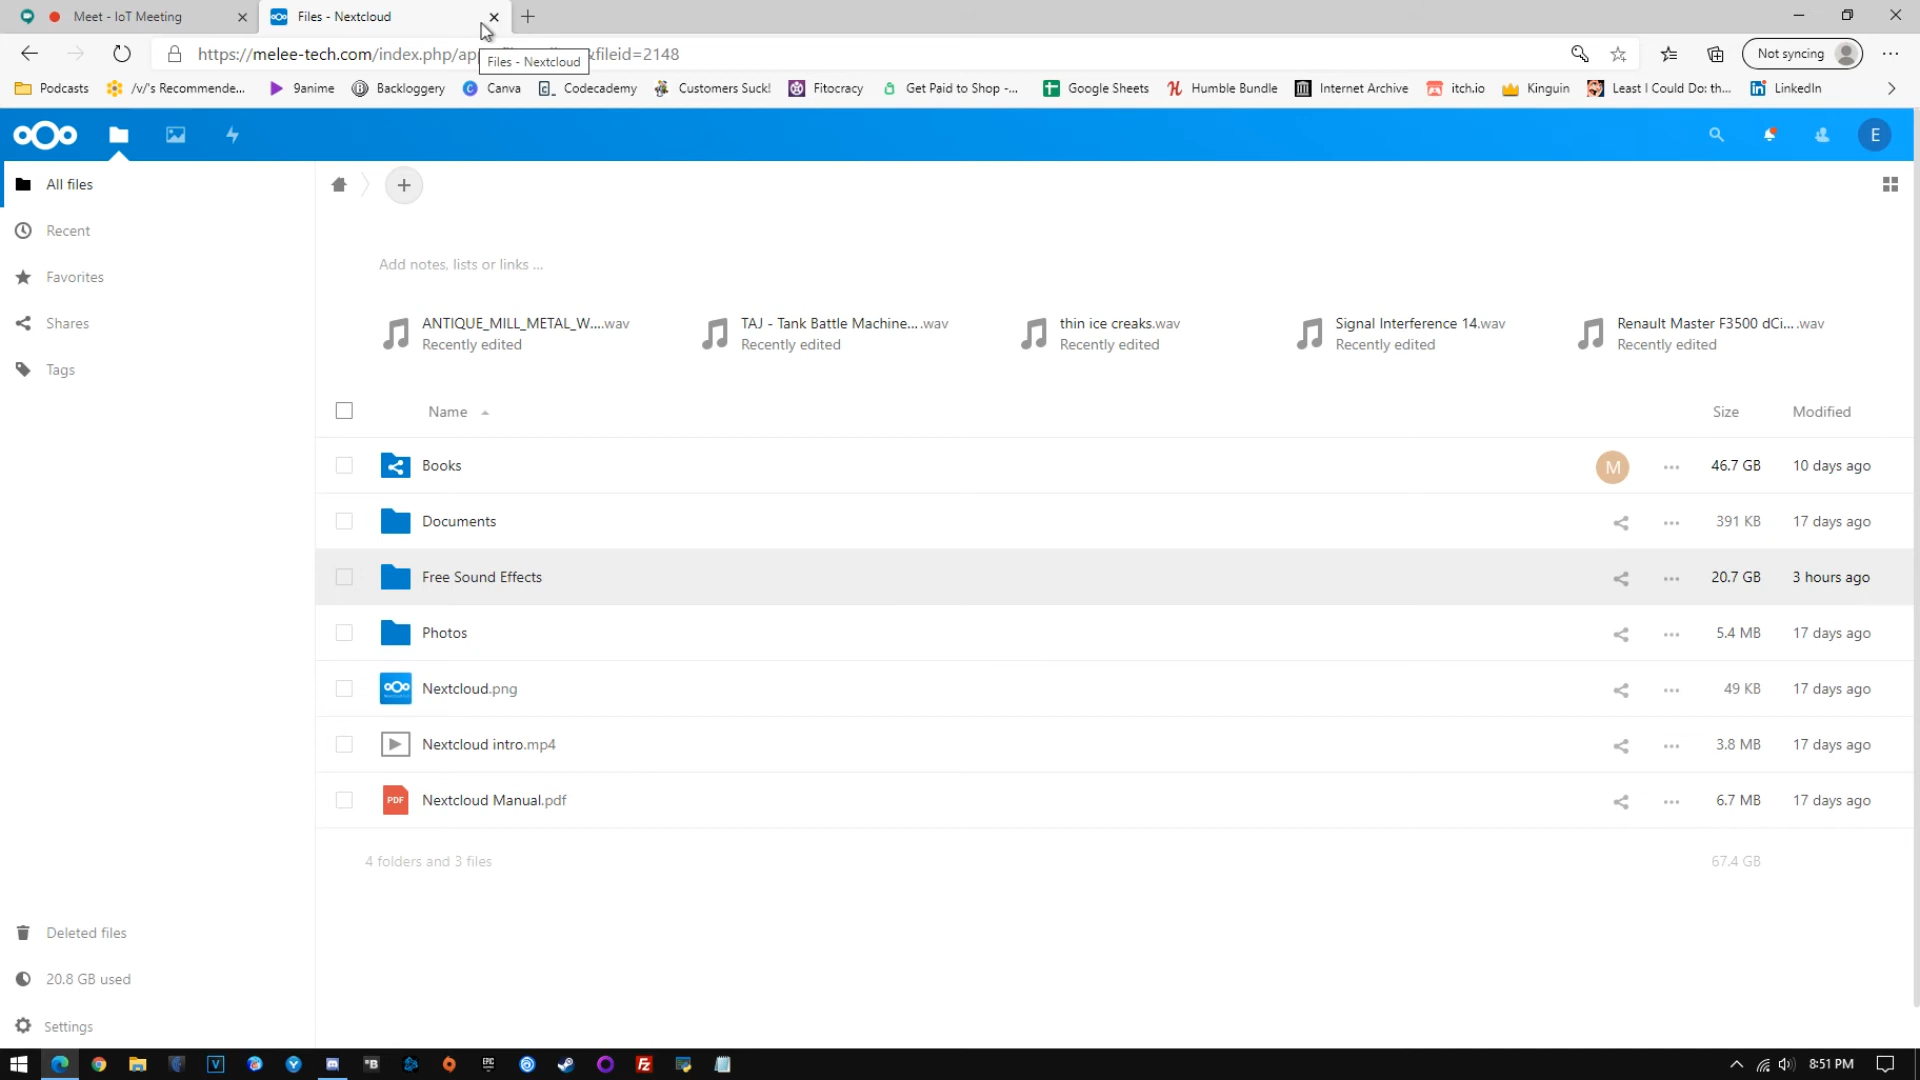 Meet - IoT Meeting
Files - Nextcloud
https://melee-tech.com/index.php/ap
fileid=2148
Files - Nextcloud
Not syncing
Podcasts
/v/'s Recommende...
9anime
Backloggery
Canva
Codecademy
Customers Suck!
Fitocracy
Get Paid to Shop -...
Google Sheets
Humble Bundle
Internet Archive
itch.io
Kinguin
Least I Could Do: th...
LinkedIn
E
All files
Recent
Favorites
Shares
Tags
Add notes, lists or links ...
ANTIQUE_MILL_METAL_W....wav
Recently edited
TAJ - Tank Battle Machine....wav
Recently edited
thin ice creaks.wav
Recently edited
Signal Interference 14.wav
Recently edited
Renault Master F3500 dCi... .wav
Recently edited
Name Size Modified
Books M 46.7 GB 10 days ago
Documents 391 KB 17 days ago
Free Sound Effects 20.7 GB 3 hours ago
Photos 5.4 MB 17 days ago
Nextcloud.png 49 KB 17 days ago
Nextcloud intro.mp4 3.8 MB 17 days ago
PDF Nextcloud Manual.pdf 6.7 MB 17 days ago
4 folders and 3 files 67.4 GB
Deleted files
20.8 GB used
Settings
8:51 PM